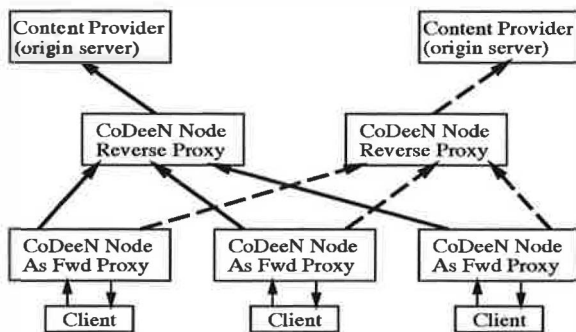 Content Provider
(origin server)
Content Provider
(origin server)
CoDeeN Node
Reverse Proxy
CoDeeN Node
Reverse Proxy
CoDeeN Node
As Fwd Proxy
CoDeeN Node
As Fwd Proxy
CoDeeN Node
As Fwd Proxy
Client
Client
Client